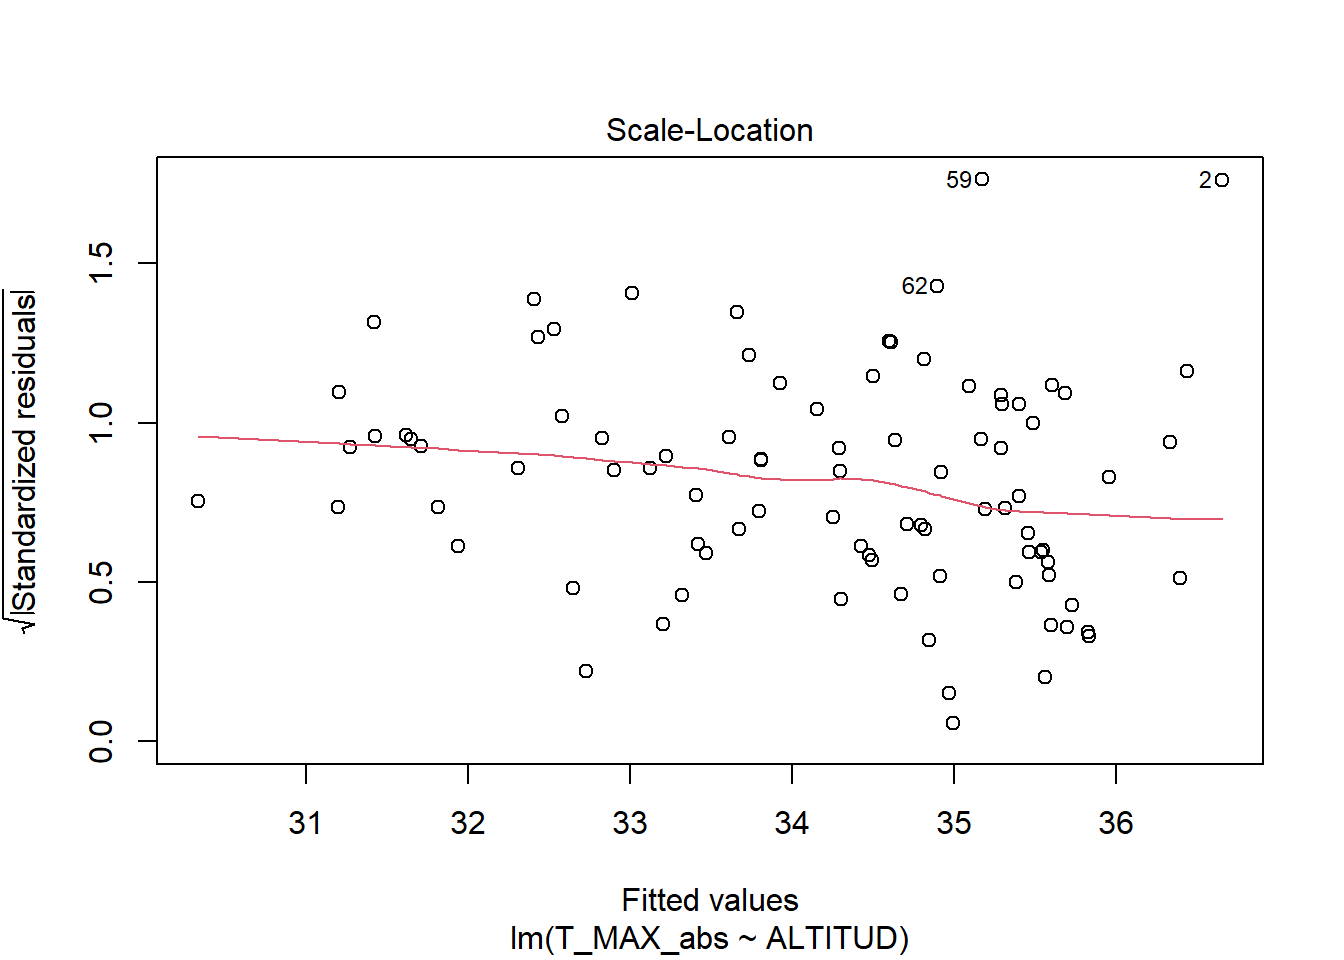 Scale-Location
59
2
62
√|Standardized residuals|
0.0 0.5 1.0 1.5
31 32 33 34 35 36
Fitted values
lm(T_MAX_abs ~ ALTITUD)